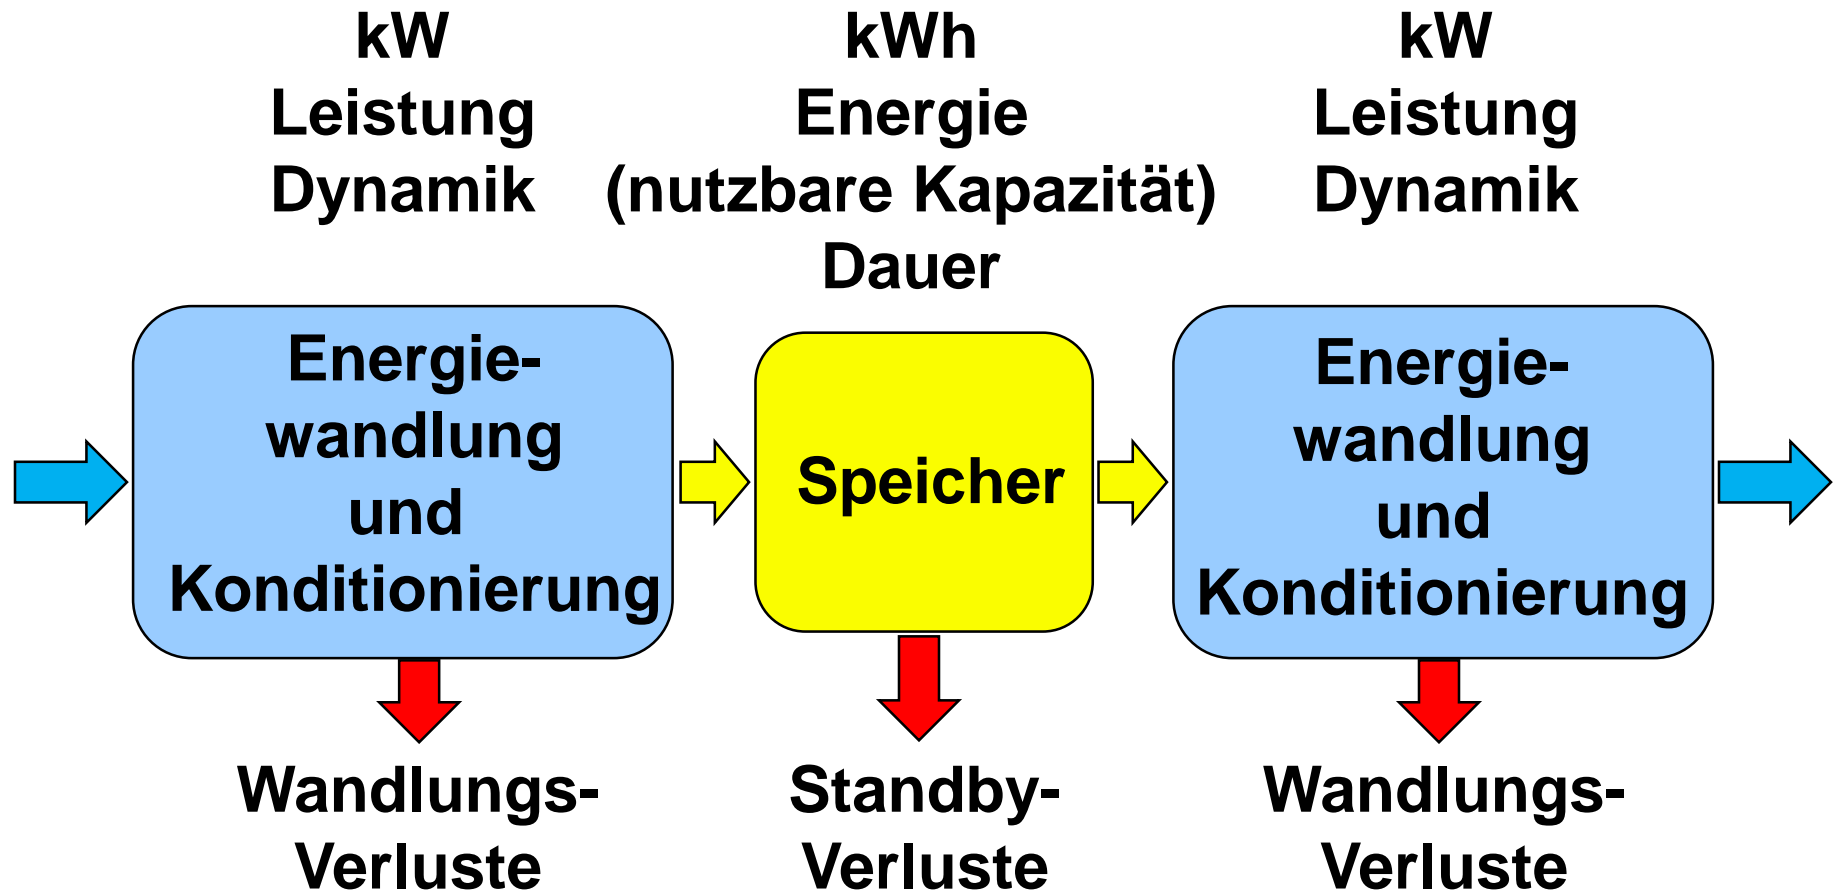 kW
Leistung
Dynamik
kWh
Energie
(nutzbare Kapazität)
Dauer
kW
Leistung
Dynamik
Energie-
wandlung
und
Konditionierung
Speicher
Energie-
wandlung
und
Konditionierung
Wandlungs-
Verluste
Standby-
Verluste
Wandlungs-
Verluste